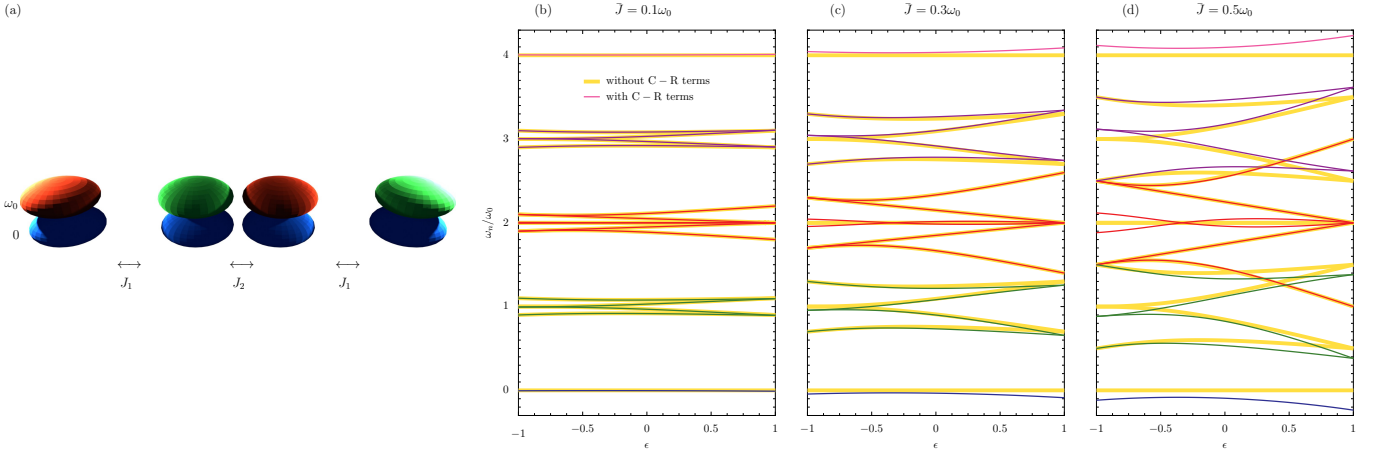 (a)
ω₀
0
⟷ ⟷ ⟷
J₁ J₂ J₁
(b) J̄ = 0.1ω₀
(c) J̄ = 0.3ω₀
(d) J̄ = 0.5ω₀
without C − R terms
with C − R terms
ωₙ/ω₀
4
3
2
1
0
−1 −0.5 0 0.5 1
ϵ
−1 −0.5 0 0.5 1
ϵ
−1 −0.5 0 0.5 1
ϵ